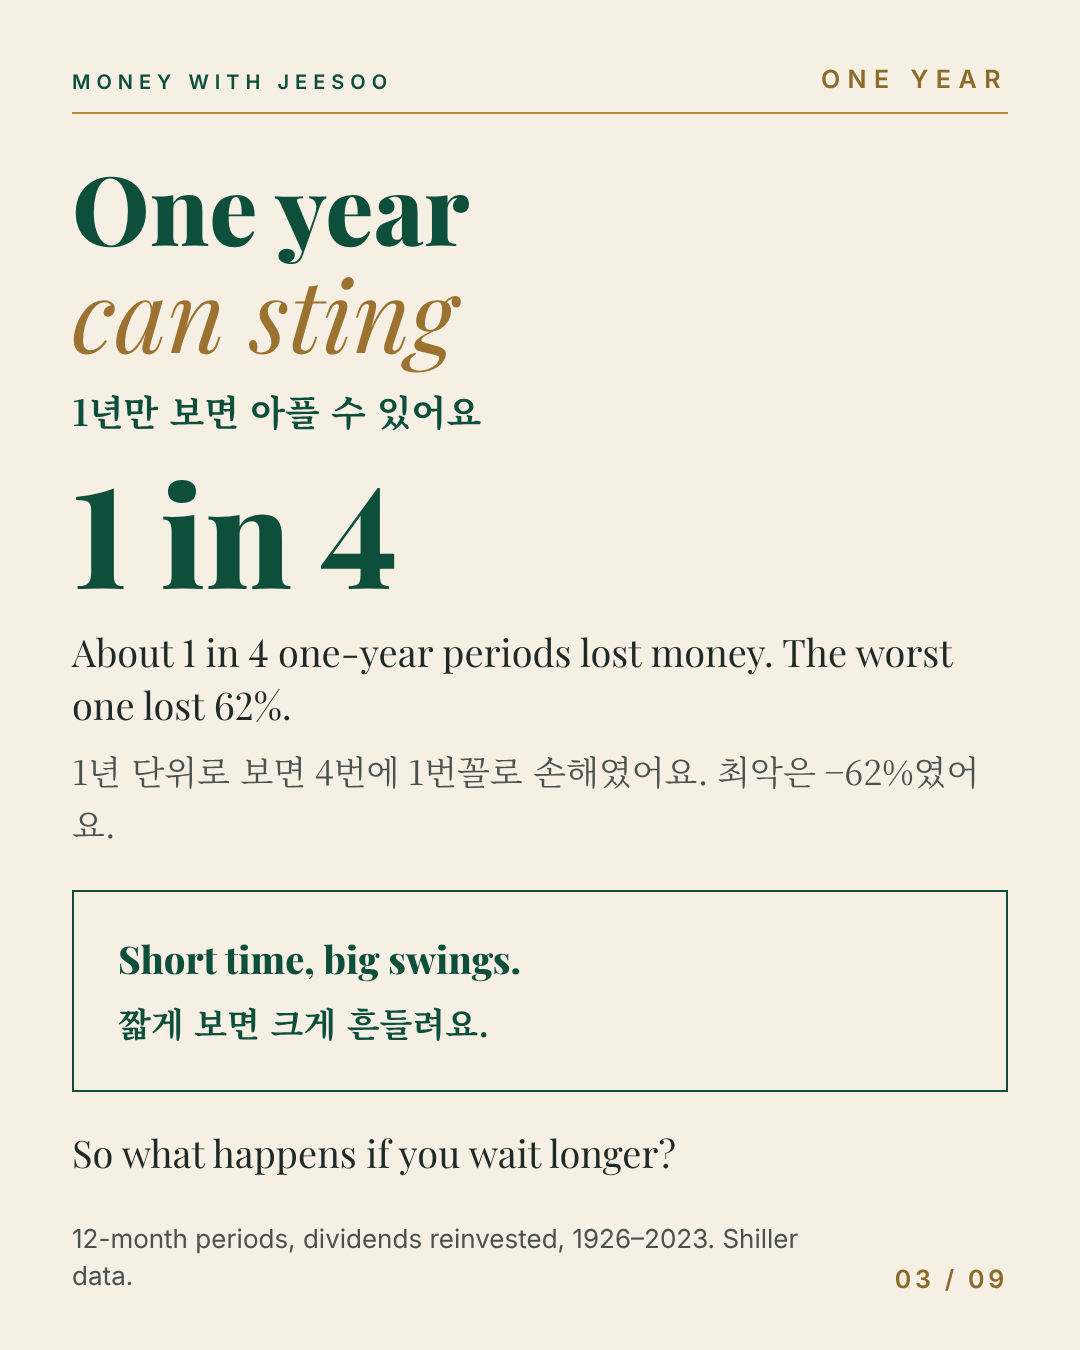 MONEY WITH JEESOO
ONE YEAR
One year
can sting
1년만 보면 아플 수 있어요
1 in 4
About 1 in 4 one-year periods lost money. The worst
one lost 62%.
1년 단위로 보면 4번에 1번꼴로 손해였어요. 최악은 −62%였어
요.
Short time, big swings.
짧게 보면 크게 흔들려요.
So what happens if you wait longer?
12-month periods, dividends reinvested, 1926–2023. Shiller
data.
03 / 09